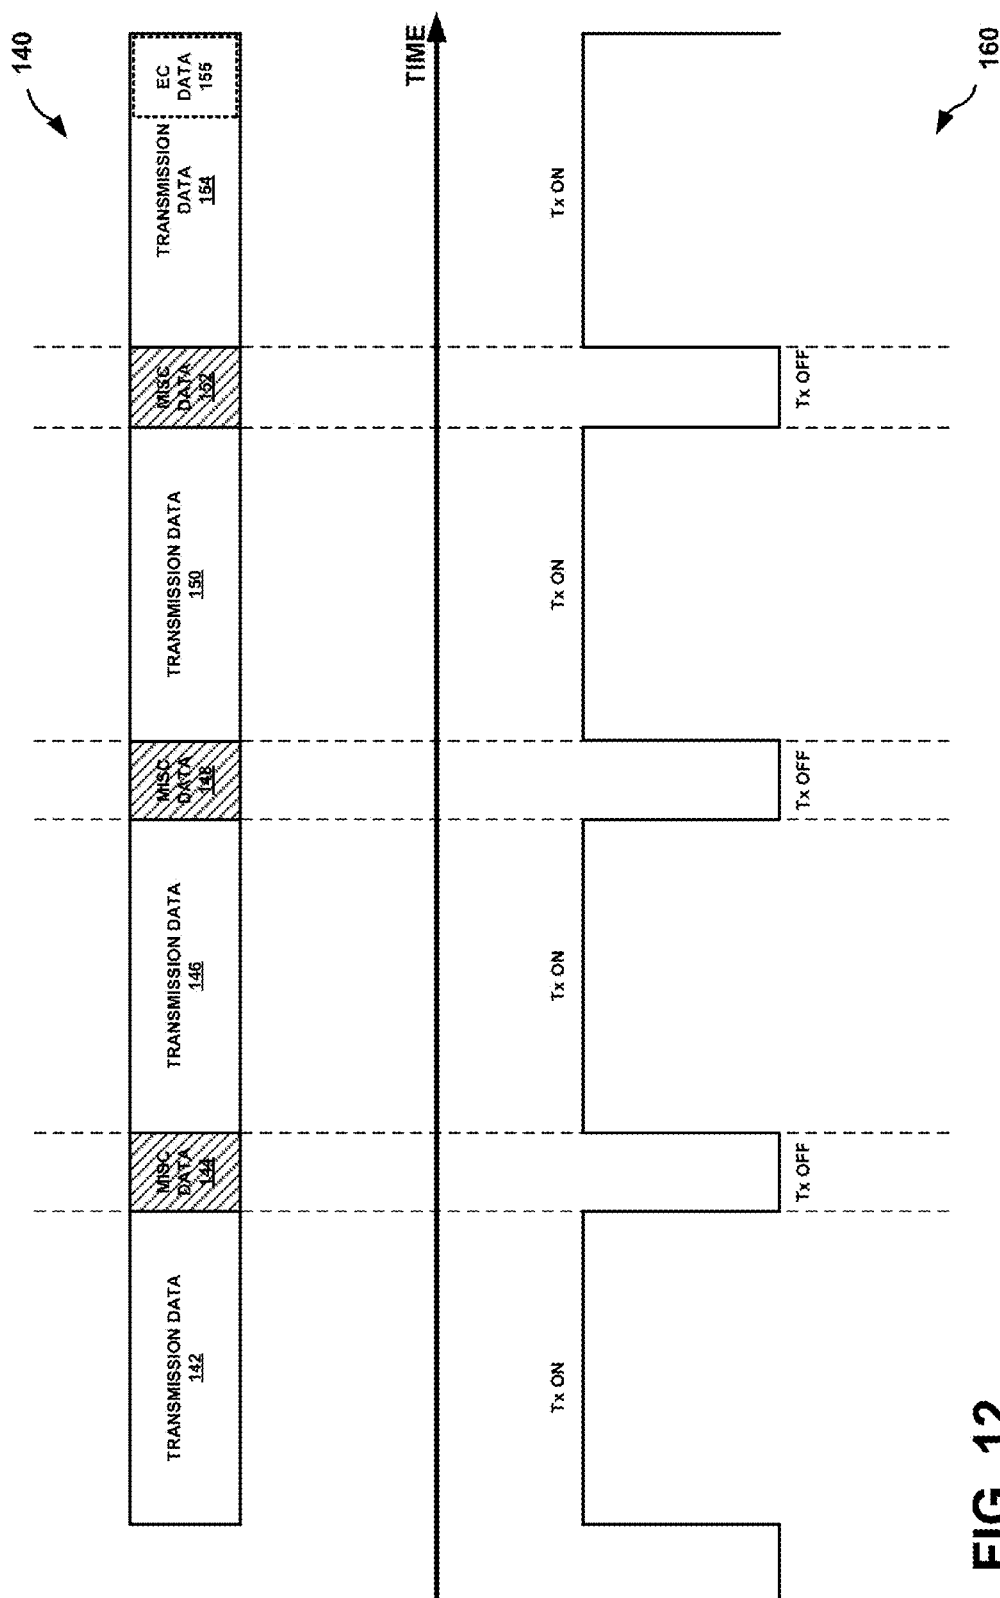 140
TRANSMISSION DATA
142
MISC
DATA
144
TRANSMISSION DATA
146
MISC
DATA
148
TRANSMISSION DATA
150
MISC
DATA
152
TRANSMISSION
DATA
154
EC
DATA
155
TIME
Tx ON
Tx OFF
Tx ON
Tx OFF
Tx ON
Tx OFF
Tx ON
160
FIG. 12